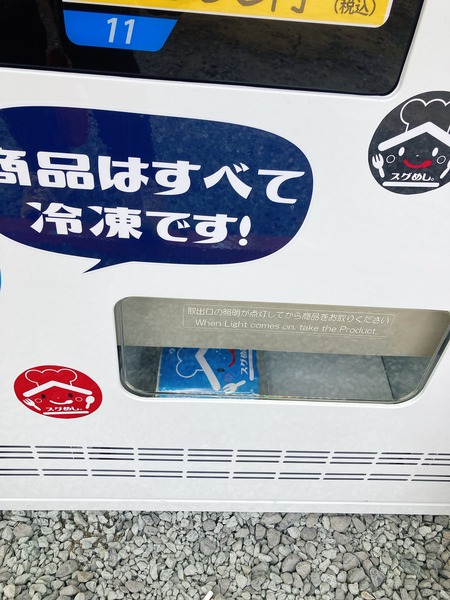 円
(税込)
11
商品はすべて
冷凍です!
スグめし
取出口の照明が点灯してから商品をお取りください
When Light comes on, take the Product
スグめし